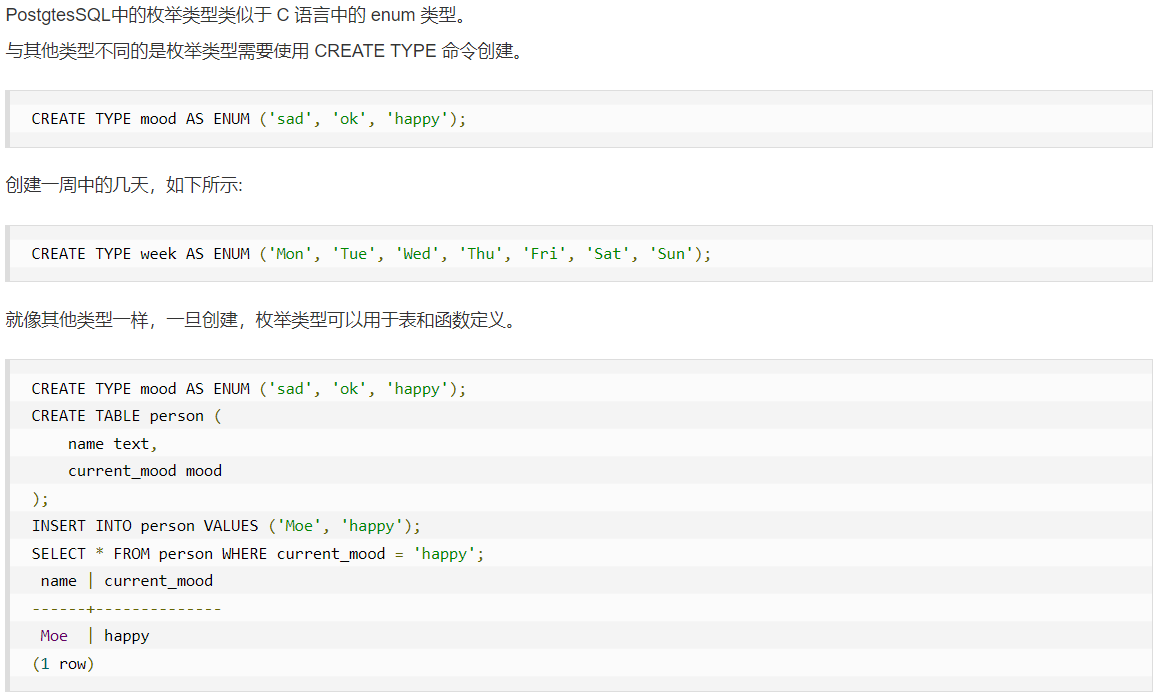 PostgtesSQL中的枚举类型类似于 C 语言中的 enum 类型。
与其他类型不同的是枚举类型需要使用 CREATE TYPE 命令创建。
CREATE TYPE mood AS ENUM ('sad', 'ok', 'happy');
创建一周中的几天，如下所示:
CREATE TYPE week AS ENUM ('Mon', 'Tue', 'Wed', 'Thu', 'Fri', 'Sat', 'Sun');
就像其他类型一样，一旦创建，枚举类型可以用于表和函数定义。
CREATE TYPE mood AS ENUM ('sad', 'ok', 'happy');
CREATE TABLE person (
    name text,
    current_mood mood
);
INSERT INTO person VALUES ('Moe', 'happy');
SELECT * FROM person WHERE current_mood = 'happy';
 name | current_mood
------+--------------
 Moe  | happy
(1 row)